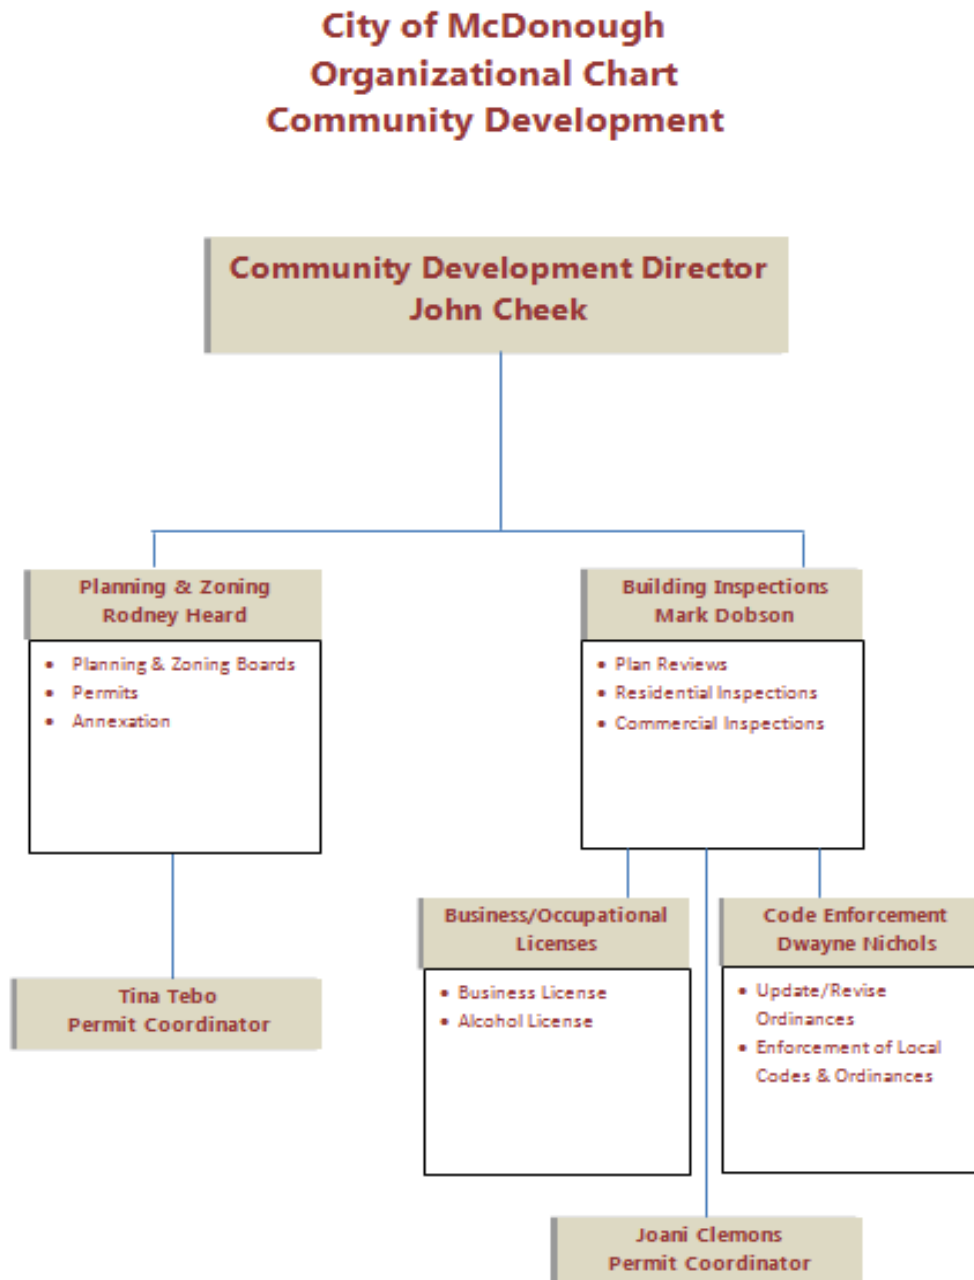 City of McDonough
Organizational Chart
Community Development
Community Development Director
John Cheek
Planning & Zoning
Rodney Heard
• Planning & Zoning Boards
• Permits
• Annexation
Building Inspections
Mark Dobson
• Plan Reviews
• Residential Inspections
• Commercial Inspections
Tina Tebo
Permit Coordinator
Business/Occupational
Licenses
• Business License
• Alcohol License
Code Enforcement
Dwayne Nichols
• Update/Revise
Ordinances
• Enforcement of Local
Codes & Ordinances
Joani Clemons
Permit Coordinator